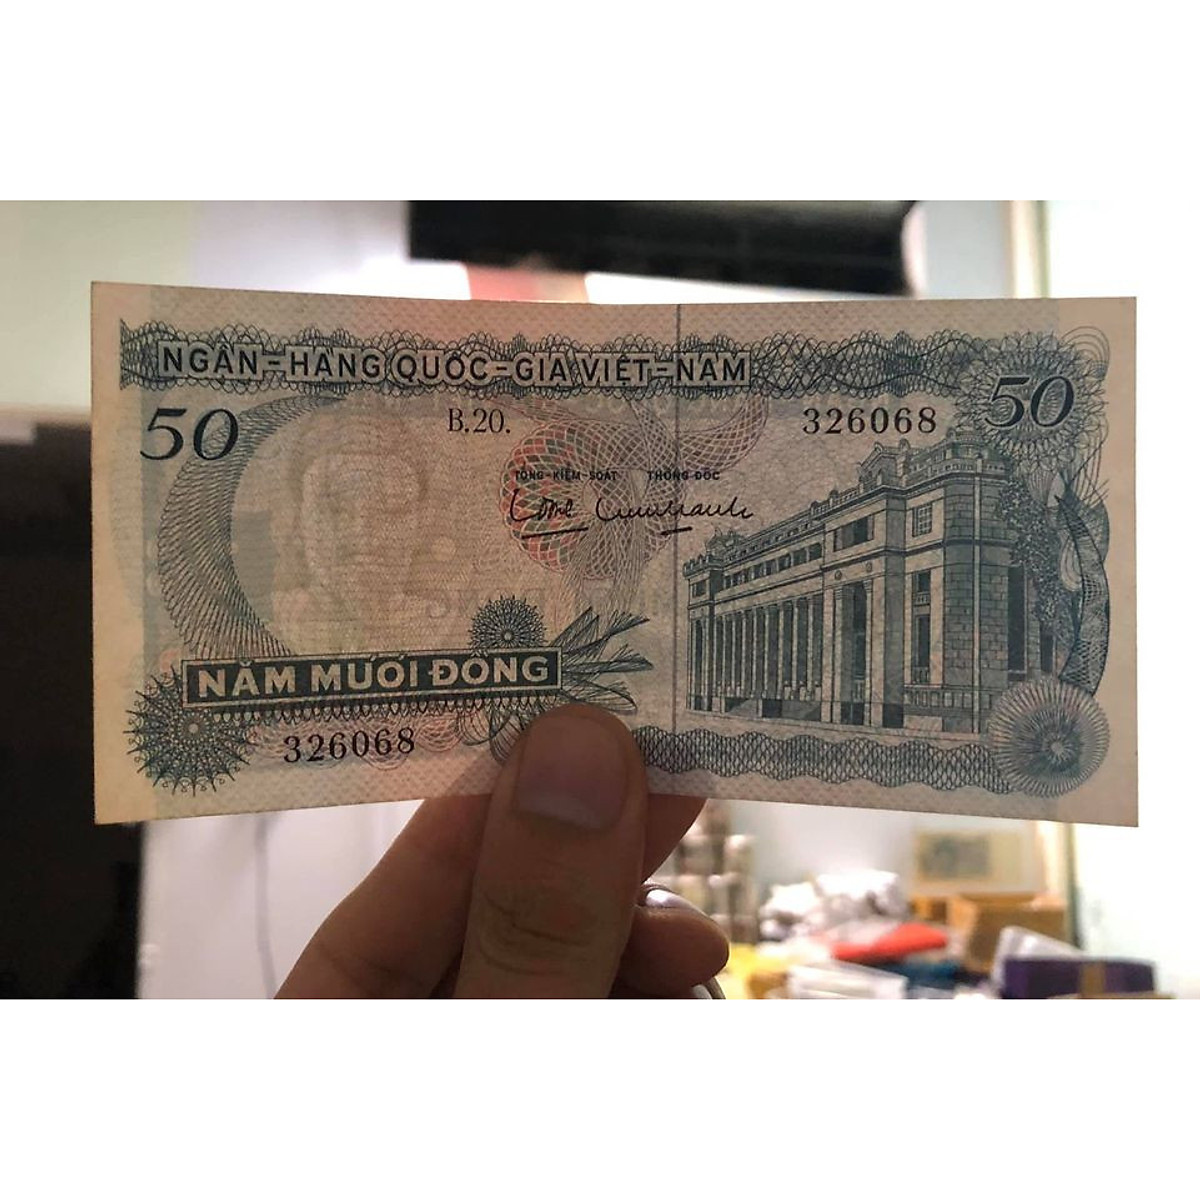 NGÂN-HÀNG QUỐC-GIA VIỆT-NAM
50
B.20.
326068
50
TỔNG-KIỂM-SOÁT THỐNG-ĐỐC
NĂM MƯƠI ĐỒNG
326068